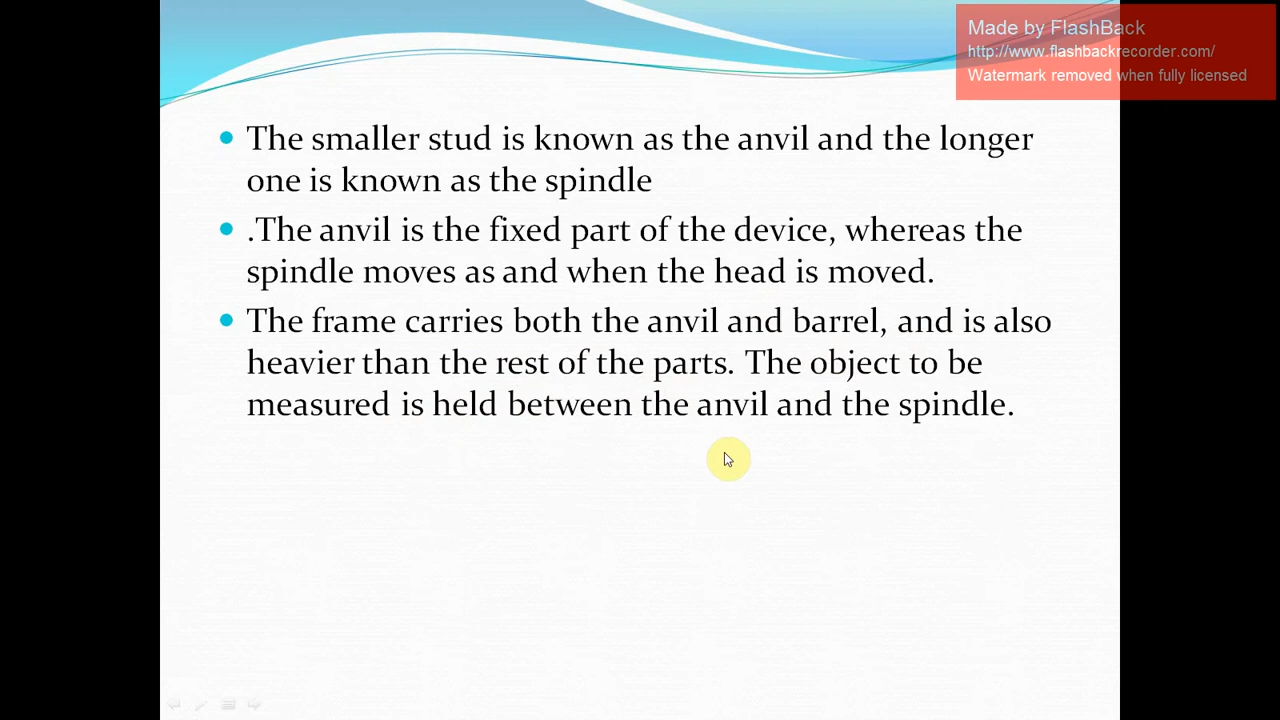 Made by FlashBack
http://www.flashbackrecorder.com/
Watermark removed when fully licensed
The smaller stud is known as the anvil and the longer
one is known as the spindle
.The anvil is the fixed part of the device, whereas the
spindle moves as and when the head is moved.
The frame carries both the anvil and barrel, and is also
heavier than the rest of the parts. The object to be
measured is held between the anvil and the spindle.